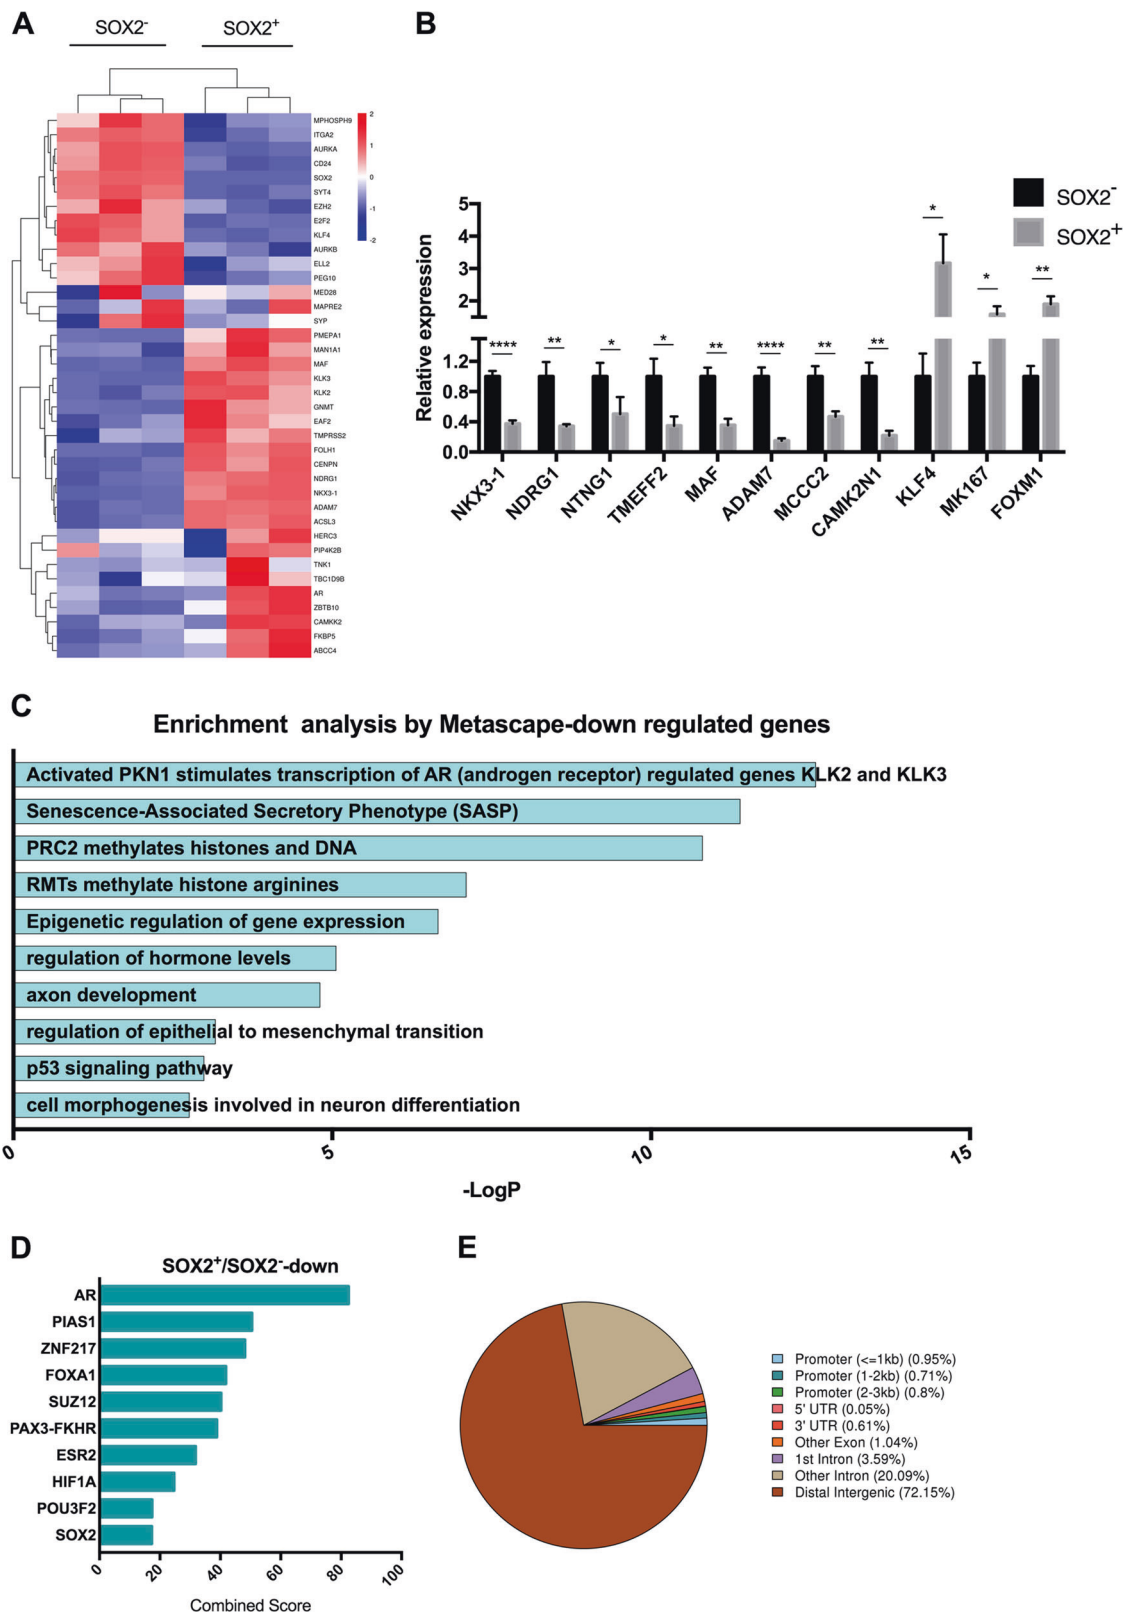 A
SOX2-
SOX2+
MPHOSPH9
ITGA2
AURKA
CD24
SOX2
SYT4
EZH2
E2F2
KLF4
AURKB
ELL2
PEG10
MED28
MAPRE2
SYP
PMEPA1
MAN1A1
MAF
KLK3
KLK2
GNMT
EAF2
TMPRSS2
FOLH1
CENPN
NDRG1
NKX3-1
ADAM7
ACSL3
HERC3
PIP4K2B
TNK1
TBC1D9B
AR
ZBTB10
CAMKK2
FKBP5
ABCC4
2
1
0
-1
-2
B
SOX2-
SOX2+
Relative expression
5
4
3
2
1.2
0.8
0.4
0.0
**** ** * * ** **** ** ** * * **
NKX3-1
NDRG1
NTNG1
TMEFF2
MAF
ADAM7
MCCC2
CAMK2N1
KLF4
MK167
FOXM1
C
Enrichment analysis by Metascape-down regulated genes
Activated PKN1 stimulates transcription of AR (androgen receptor) regulated genes KLK2 and KLK3
Senescence-Associated Secretory Phenotype (SASP)
PRC2 methylates histones and DNA
RMTs methylate histone arginines
Epigenetic regulation of gene expression
regulation of hormone levels
axon development
regulation of epithelial to mesenchymal transition
p53 signaling pathway
cell morphogenesis involved in neuron differentiation
0 5 10 15
-LogP
D
SOX2+/SOX2--down
AR
PIAS1
ZNF217
FOXA1
SUZ12
PAX3-FKHR
ESR2
HIF1A
POU3F2
SOX2
0 20 40 60 80 100
Combined Score
E
Promoter (<=1kb) (0.95%)
Promoter (1-2kb) (0.71%)
Promoter (2-3kb) (0.8%)
5' UTR (0.05%)
3' UTR (0.61%)
Other Exon (1.04%)
1st Intron (3.59%)
Other Intron (20.09%)
Distal Intergenic (72.15%)